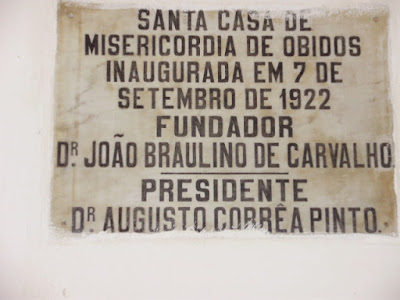 SANTA CASA DE
MISERICORDIA DE OBIDOS
INAUGURADA EM 7 DE
SETEMBRO DE 1922
FUNDADOR
DR JOÃO BRAULINO DE CARVALHO
PRESIDENTE
DR AUGUSTO CORRÊA PINTO.